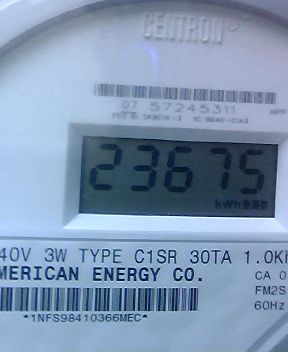 CENTRON®
07 57245311
23675
kWh
40V 3W TYPE C1SR 30TA 1.0K
MERICAN ENERGY CO.
CA 0
FM2S
60Hz
*1NFS98410366MEC*